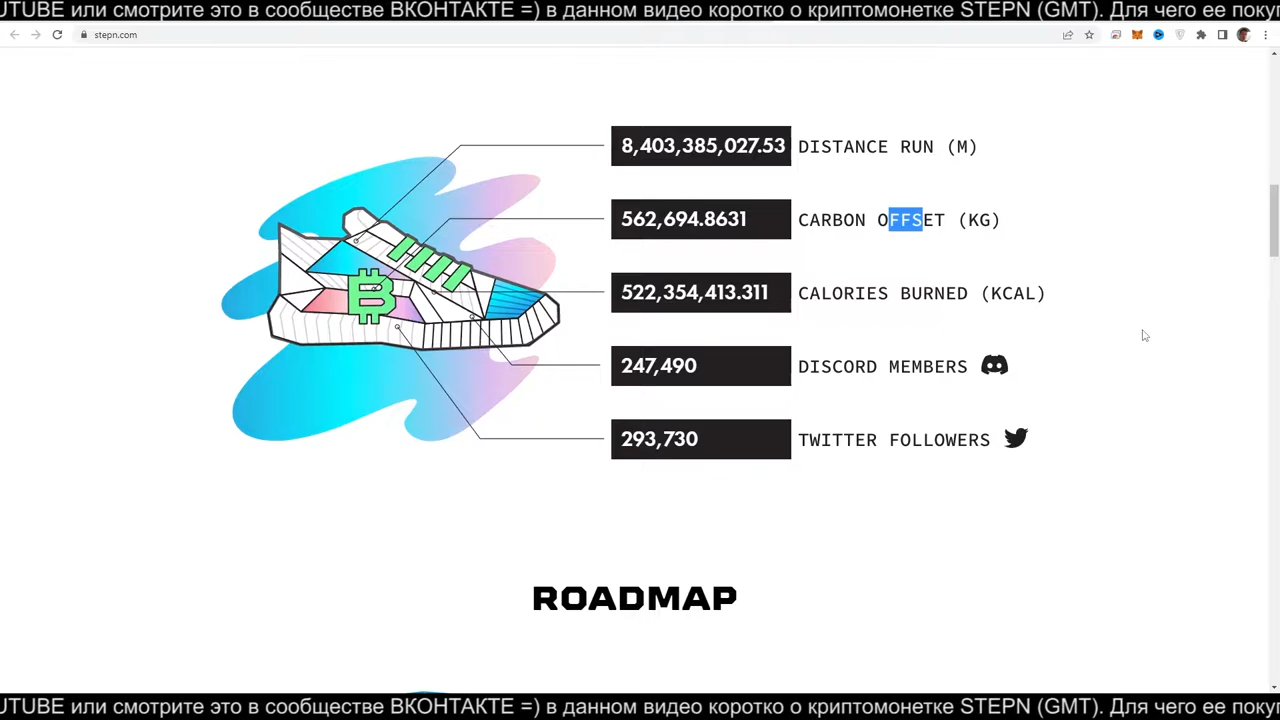 UTUBE или смотрите это в сообществе ВКОНТАКТЕ =) в данном видео коротко о криптомонетке STEPN (GMT). Для чего ее
stepn.com
8,403,385,027.53 DISTANCE RUN (M)
562,694.8631 CARBON OFFSET (KG)
522,354,413.311 CALORIES BURNED (KCAL)
247,490 DISCORD MEMBERS
293,730 TWITTER FOLLOWERS
ROADMAP
UTUBE или смотрите это в сообществе ВКОНТАКТЕ =) в данном видео коротко о криптомонетке STEPN (GMT). Для чего ее